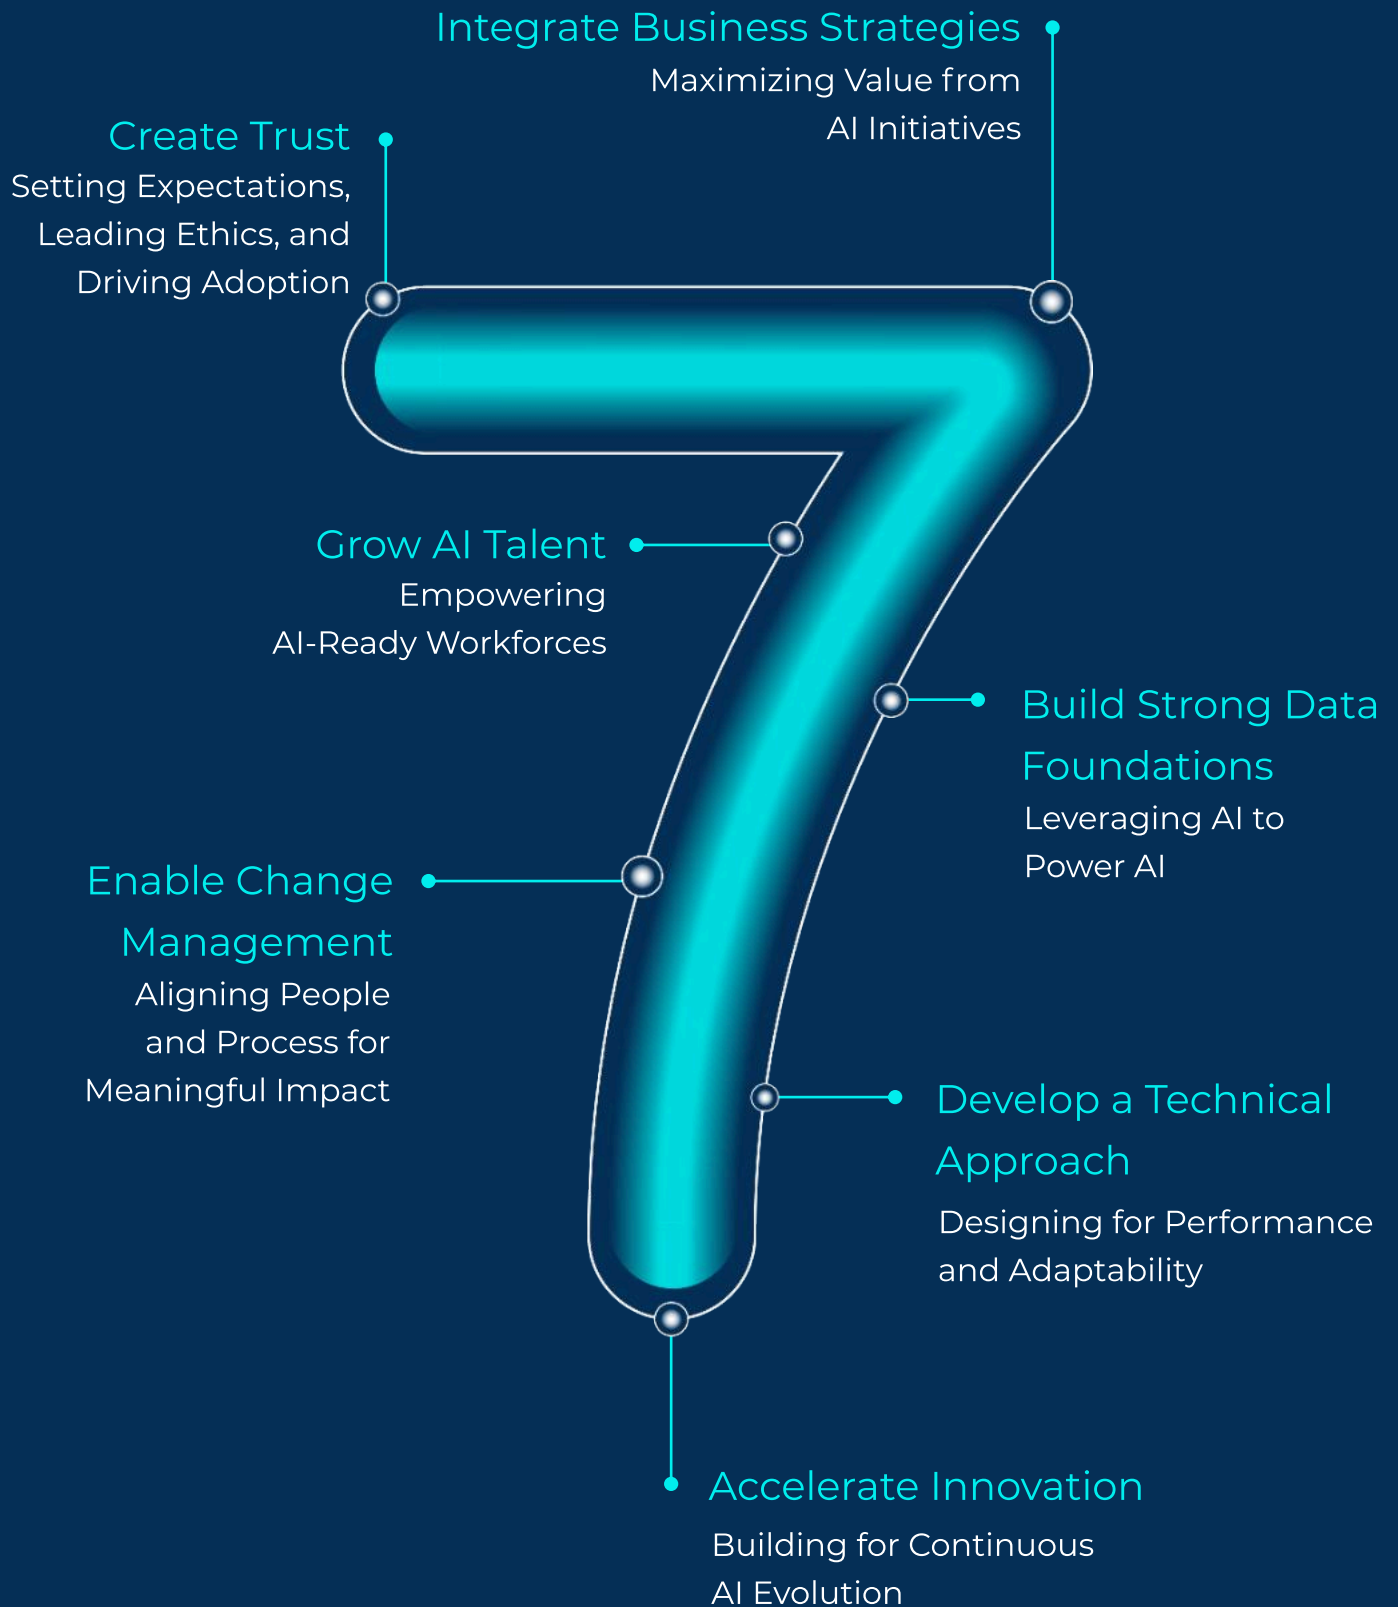 Integrate Business Strategies
Maximizing Value from
AI Initiatives
Create Trust
Setting Expectations,
Leading Ethics, and
Driving Adoption
Grow AI Talent
Empowering
AI-Ready Workforces
Build Strong Data
Foundations
Leveraging AI to
Power AI
Enable Change
Management
Aligning People
and Process for
Meaningful Impact
Develop a Technical
Approach
Designing for Performance
and Adaptability
Accelerate Innovation
Building for Continuous
AI Evolution